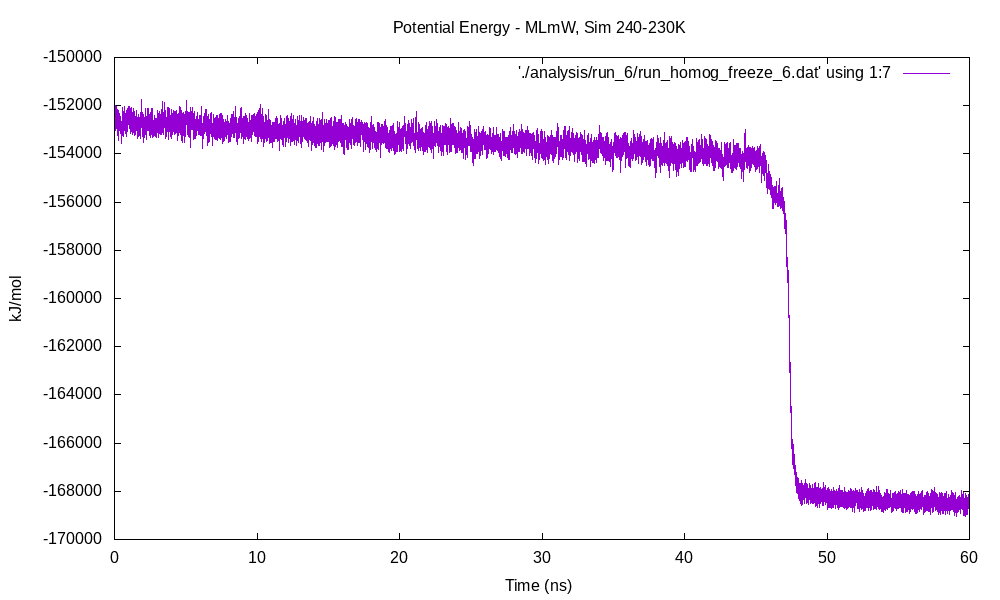 Potential Energy - MLmW, Sim 240-230K
'./analysis/run_6/run_homog_freeze_6.dat' using 1:7
-150000
-152000
-154000
-156000
-158000
-160000
-162000
-164000
-166000
-168000
-170000
kJ/mol
0 10 20 30 40 50 60
Time (ns)